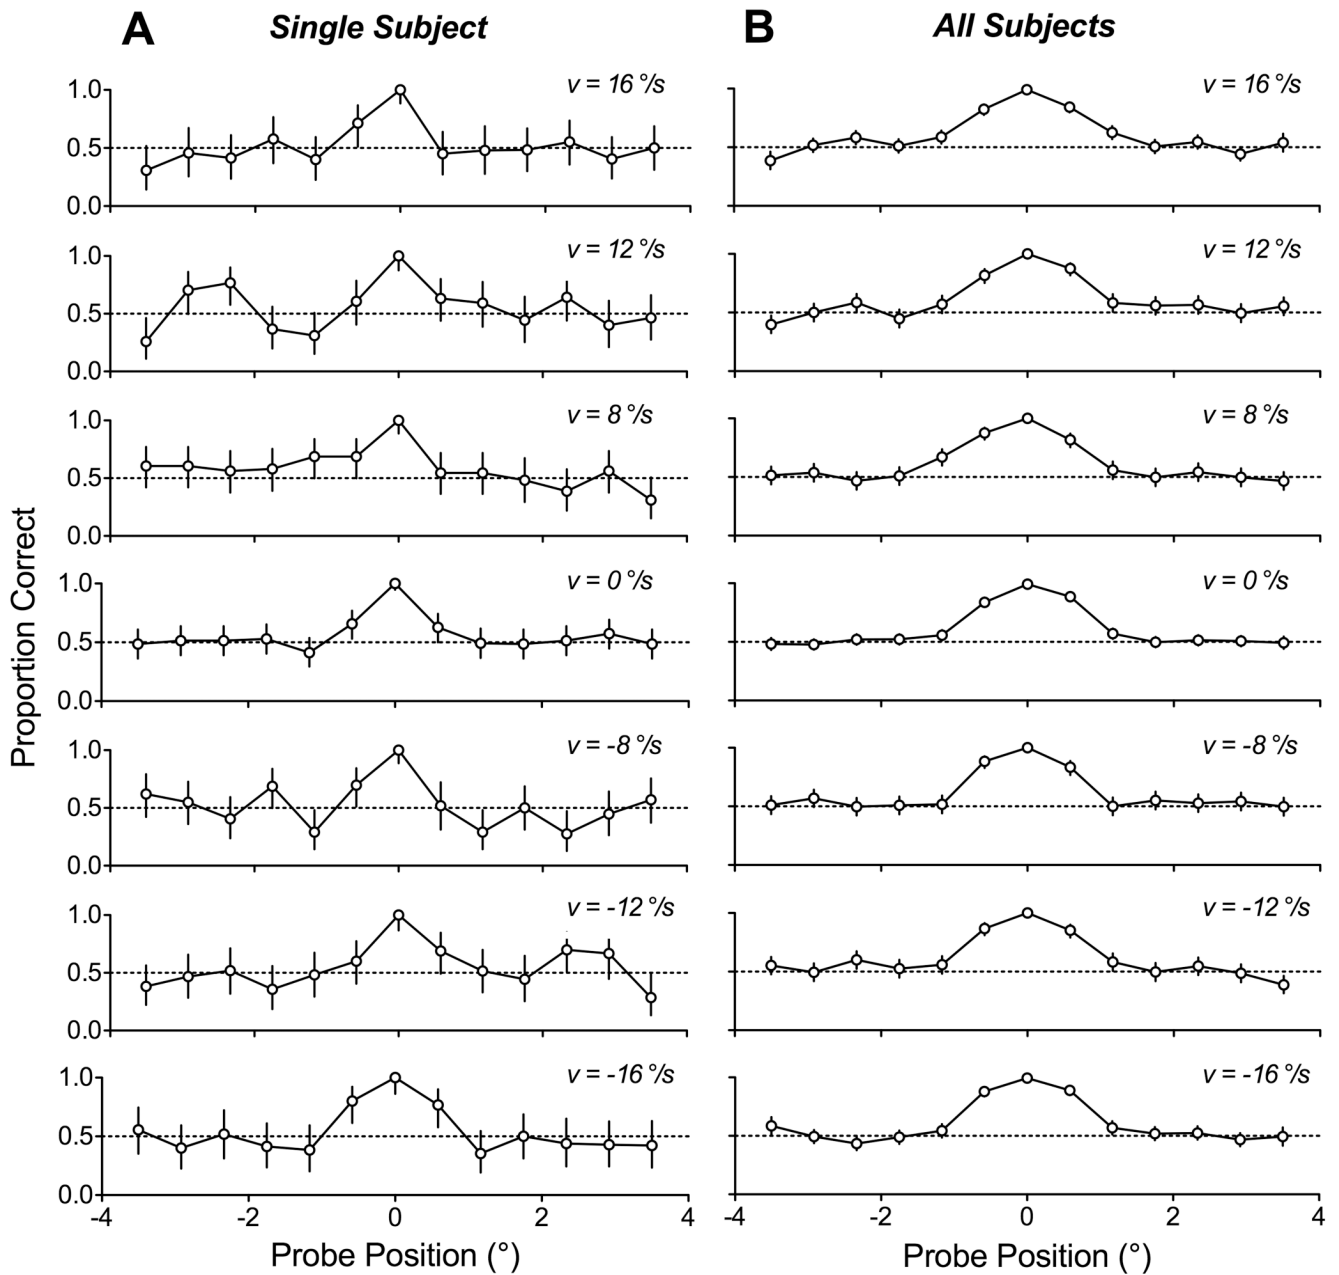 A Single Subject
B All Subjects
Proportion Correct
v = 16 °/s
1.0
0.5
0.0
v = 16 °/s
v = 12 °/s
1.0
0.5
0.0
v = 12 °/s
v = 8 °/s
1.0
0.5
0.0
v = 8 °/s
v = 0 °/s
1.0
0.5
0.0
v = 0 °/s
v = -8 °/s
1.0
0.5
0.0
v = -8 °/s
v = -12 °/s
1.0
0.5
0.0
v = -12 °/s
v = -16 °/s
1.0
0.5
0.0
v = -16 °/s
-4 -2 0 2 4
-4 -2 0 2 4
Probe Position (°)
Probe Position (°)